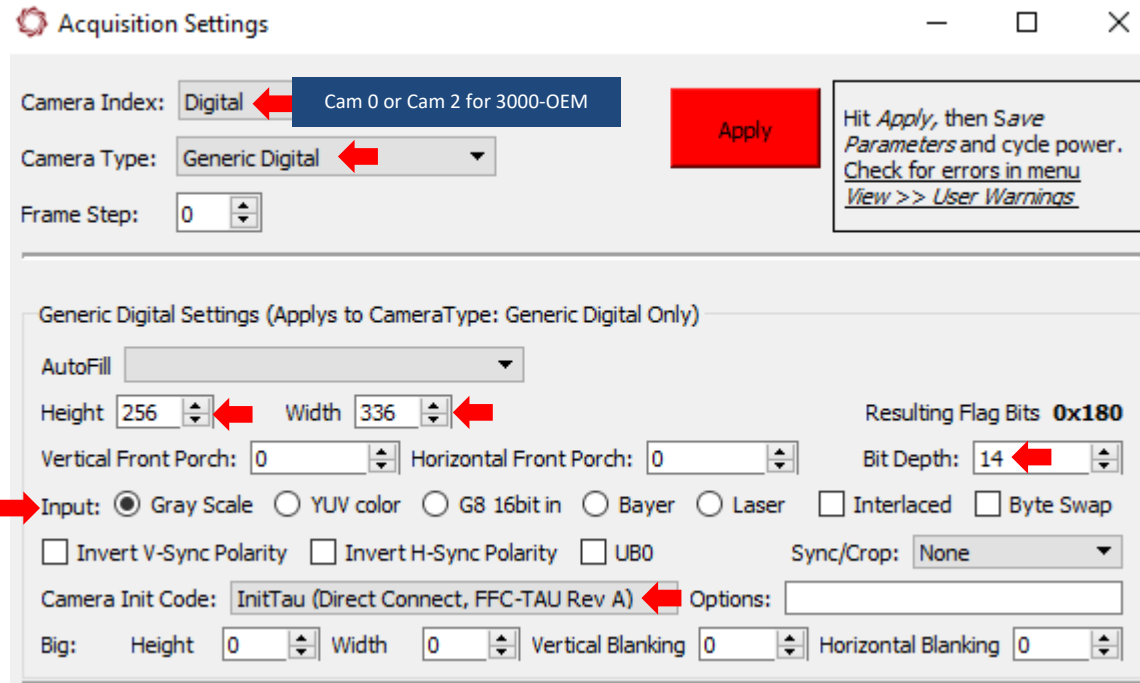 Acquisition Settings
Camera Index: Digital
Cam 0 or Cam 2 for 3000-OEM
Camera Type: Generic Digital
Frame Step: 0
Apply
Hit Apply, then Save
Parameters and cycle power.
Check for errors in menu
View >> User Warnings
Generic Digital Settings (Applys to CameraType: Generic Digital Only)
AutoFill
Height 256 Width 336 Resulting Flag Bits 0x180
Vertical Front Porch: 0 Horizontal Front Porch: 0 Bit Depth: 14
Input: Gray Scale YUV color G8 16bit in Bayer Laser Interlaced Byte Swap
Invert V-Sync Polarity Invert H-Sync Polarity UB0 Sync/Crop: None
Camera Init Code: InitTau (Direct Connect, FFC-TAU Rev A) Options:
Big: Height 0 Width 0 Vertical Blanking 0 Horizontal Blanking 0